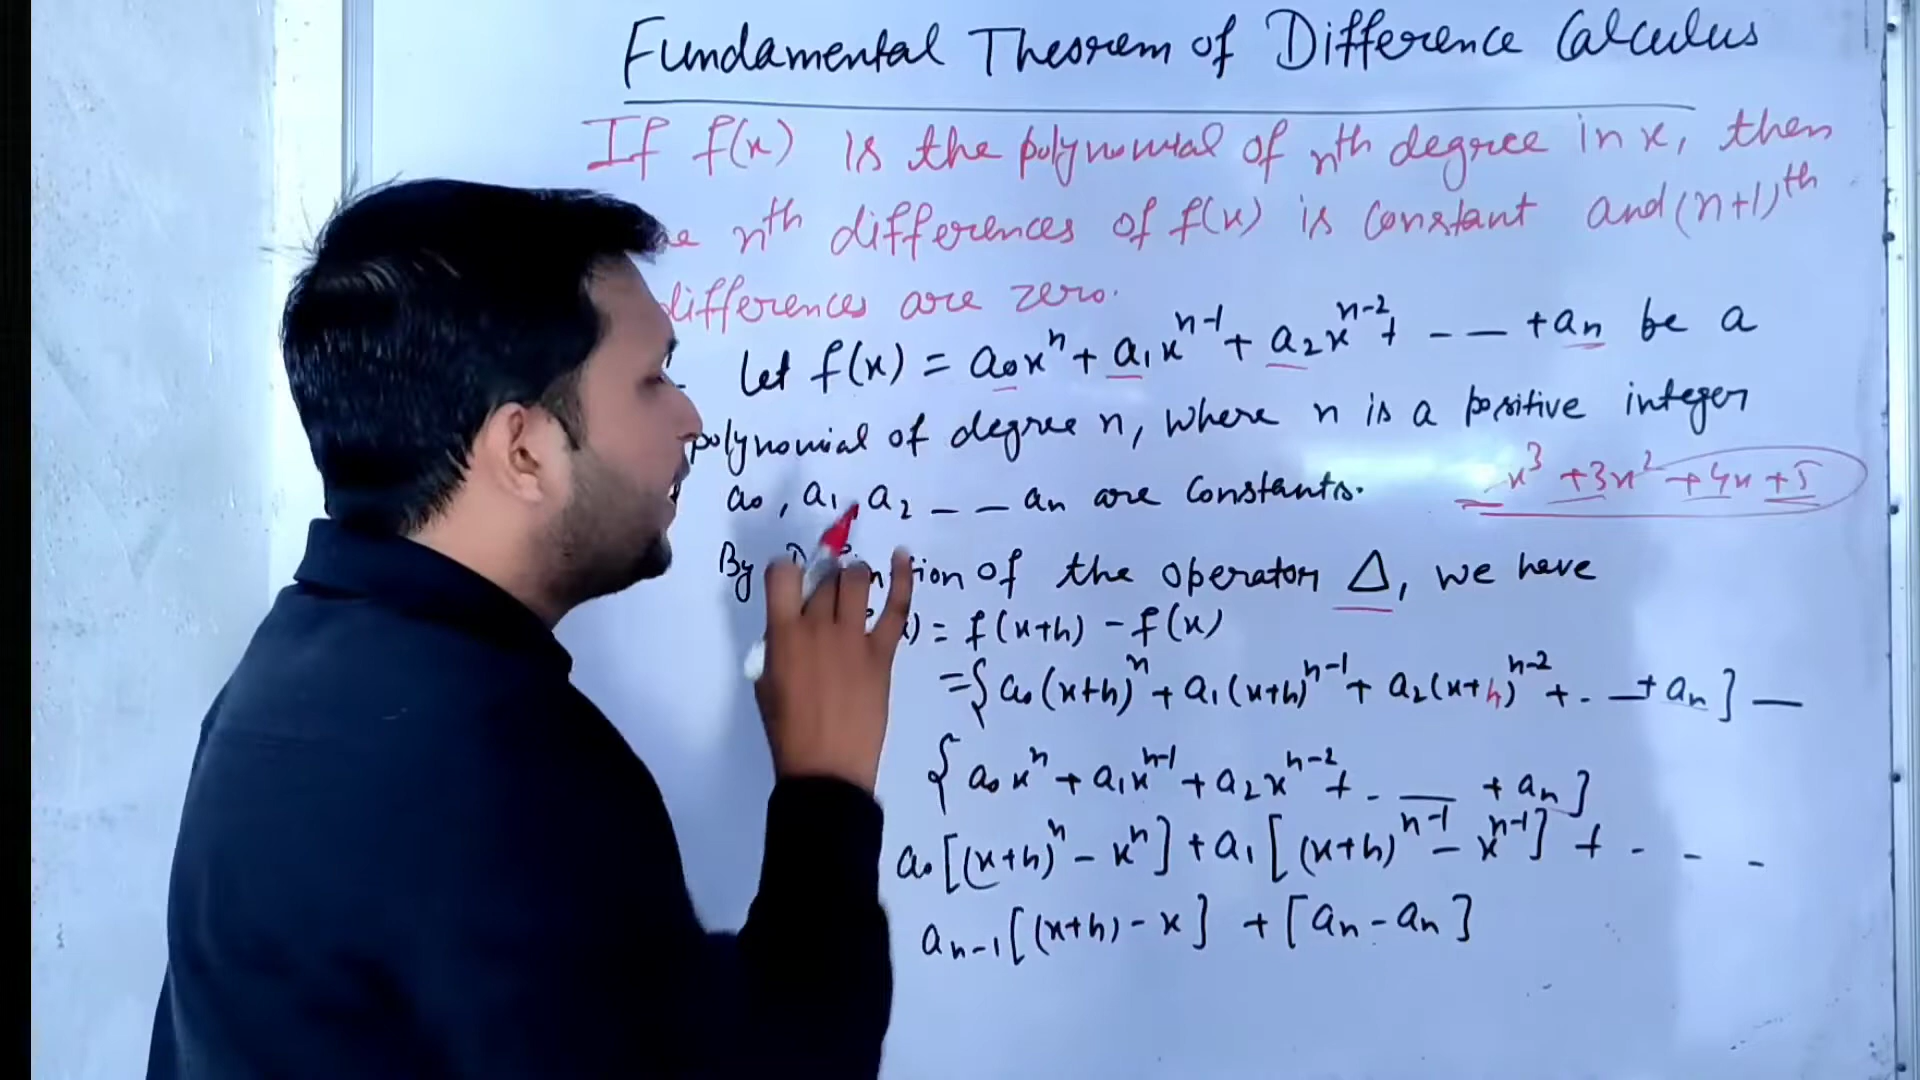 Fundamental Theorem of Difference Calculus
If f(x) is the polynomial of nth degree in x, then
nth differences of f(x) is constant and (n+1)th
differences are zero.
Let f(x) = a₀xⁿ + a₁xⁿ⁻¹ + a₂xⁿ⁻² + - — + aₙ be a
polynomial of degree n, where n is a positive integer
a₀, a₁, a₂ — — aₙ are constants.
x³ + 3x² + 4x + 5
By of the operator Δ, we have
= f(x+h) - f(x)
= {a₀(x+h)ⁿ + a₁(x+h)ⁿ⁻¹ + a₂(x+h)ⁿ⁻² + . — + aₙ] —
{a₀xⁿ + a₁xⁿ⁻¹ + a₂xⁿ⁻² + - — + aₙ]
a₀[(x+h)ⁿ - xⁿ] + a₁[(x+h)ⁿ⁻¹ - xⁿ⁻¹] + - - -
aₙ₋₁[(x+h) - x] + [aₙ - aₙ]